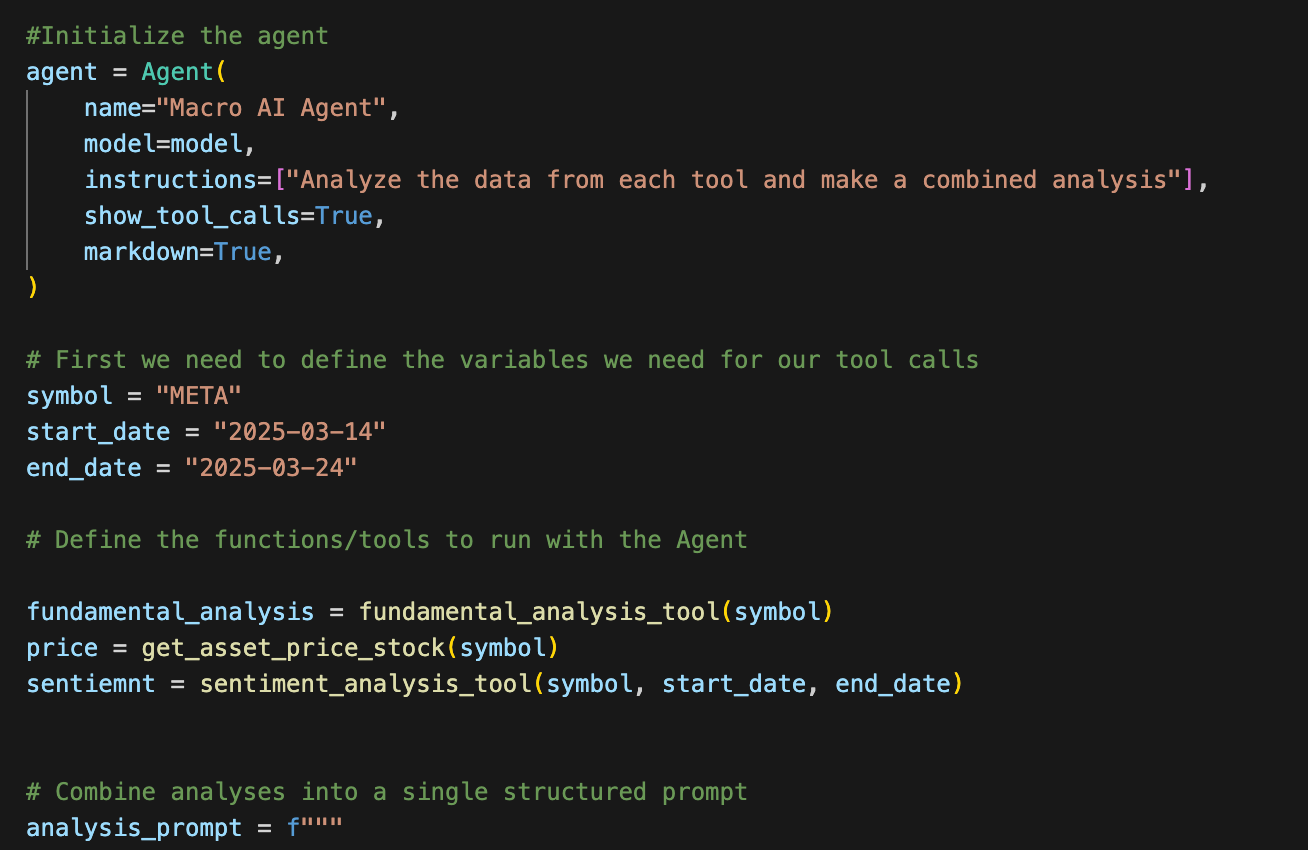 #Initialize the agent
agent = Agent(
    name="Macro AI Agent",
    model=model,
    instructions=["Analyze the data from each tool and make a combined analysis"],
    show_tool_calls=True,
    markdown=True,
)
# First we need to define the variables we need for our tool calls
symbol = "META"
start_date = "2025-03-14"
end_date = "2025-03-24"
# Define the functions/tools to run with the Agent
fundamental_analysis = fundamental_analysis_tool(symbol)
price = get_asset_price_stock(symbol)
sentiemnt = sentiment_analysis_tool(symbol, start_date, end_date)
# Combine analyses into a single structured prompt
analysis_prompt = f"""